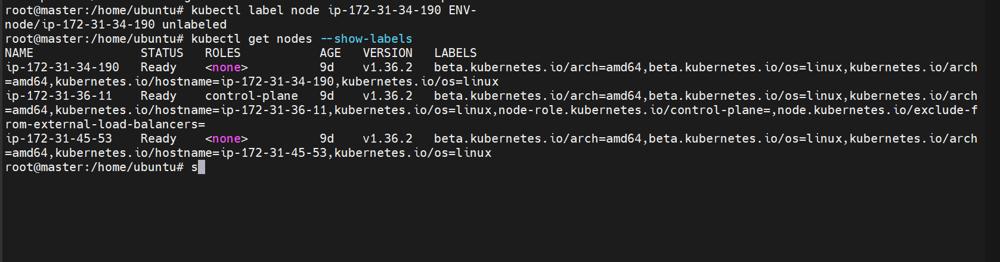 root@master:/home/ubuntu# kubectl label node ip-172-31-34-190 ENV-
node/ip-172-31-34-190 unlabeled
root@master:/home/ubuntu# kubectl get nodes --show-labels
NAME               STATUS   ROLES           AGE   VERSION   LABELS
ip-172-31-34-190   Ready    <none>          9d    v1.36.2   beta.kubernetes.io/arch=amd64,beta.kubernetes.io/os=linux,kubernetes.io/arch
=amd64,kubernetes.io/hostname=ip-172-31-34-190,kubernetes.io/os=linux
ip-172-31-36-11    Ready    control-plane   9d    v1.36.2   beta.kubernetes.io/arch=amd64,beta.kubernetes.io/os=linux,kubernetes.io/arch
=amd64,kubernetes.io/hostname=ip-172-31-36-11,kubernetes.io/os=linux,node-role.kubernetes.io/control-plane=,node.kubernetes.io/exclude-f
rom-external-load-balancers=
ip-172-31-45-53    Ready    <none>          9d    v1.36.2   beta.kubernetes.io/arch=amd64,beta.kubernetes.io/os=linux,kubernetes.io/arch
=amd64,kubernetes.io/hostname=ip-172-31-45-53,kubernetes.io/os=linux
root@master:/home/ubuntu# s